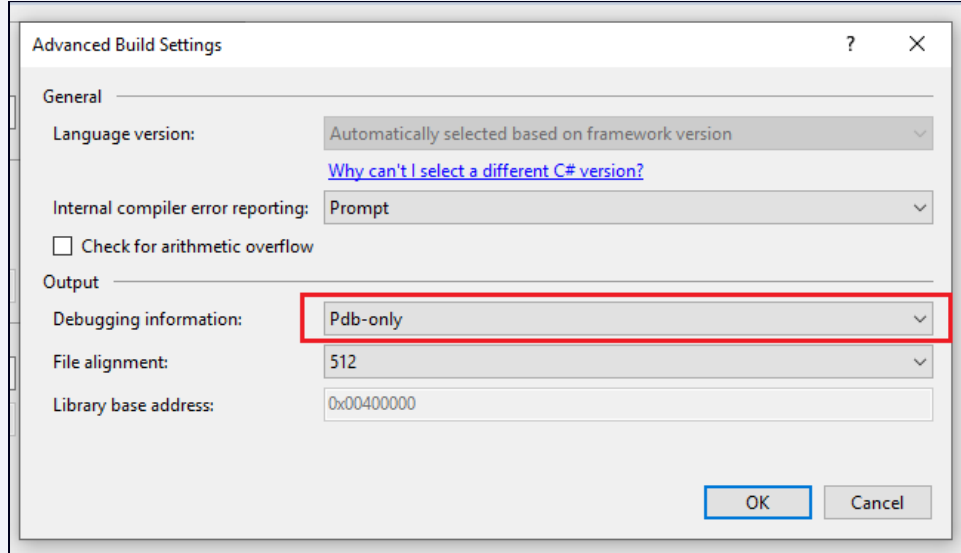 Advanced Build Settings ?
General
Language version: Automatically selected based on framework version
Why can't I select a different C# version?
Internal compiler error reporting: Prompt
Check for arithmetic overflow
Output
Debugging information: Pdb-only
File alignment: 512
Library base address: 0x00400000
OK Cancel